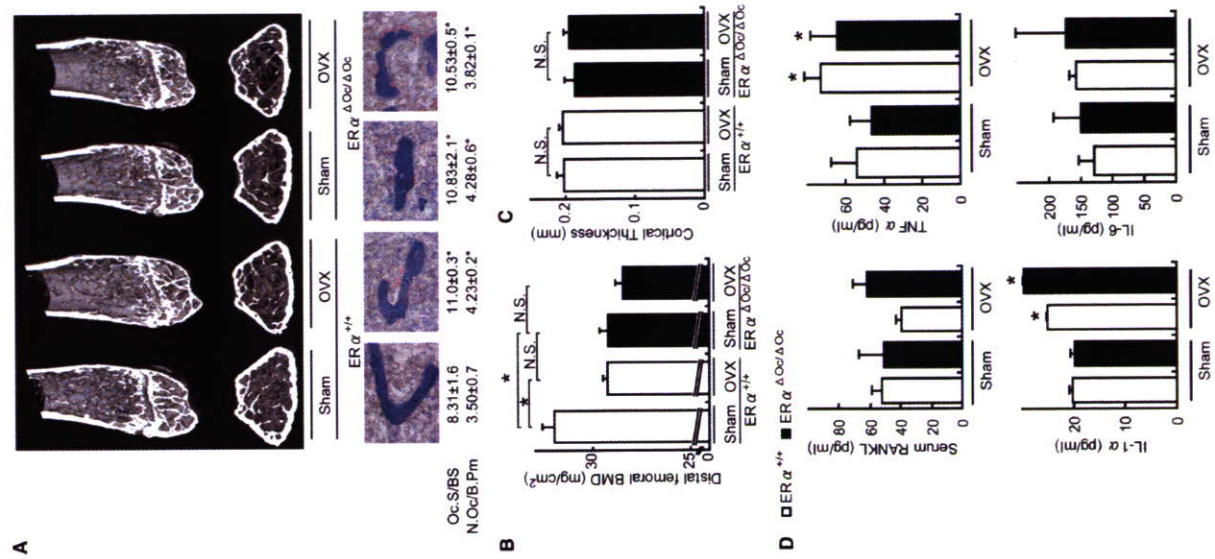 A
Sham
OVX
Sham
OVX
ERα+/+
ERαΔOc/ΔOc
Oc.S/BS
8.31±1.6
11.0±0.3*
10.83±2.1*
10.53±0.5*
N.Oc/B.Pm
3.50±0.7
4.23±0.2*
4.28±0.6*
3.82±0.1*
B
Distal femoral BMD (mg/cm2)
30
25
0
*
*
N.S.
N.S.
Sham
OVX
Sham
OVX
ERα+/+
ERαΔOc/ΔOc
C
Cortical Thickness (mm)
0.2
0.1
0
N.S.
N.S.
Sham
OVX
Sham
OVX
ERα+/+
ERαΔOc/ΔOc
D
ERα+/+
ERαΔOc/ΔOc
Serum RANKL (pg/ml)
80
60
40
20
0
Sham
OVX
TNF α (pg/ml)
80
60
40
20
0
*
*
Sham
OVX
IL-1 α (pg/ml)
20
10
0
*
*
Sham
OVX
IL-6 (pg/ml)
200
150
100
50
0
Sham
OVX